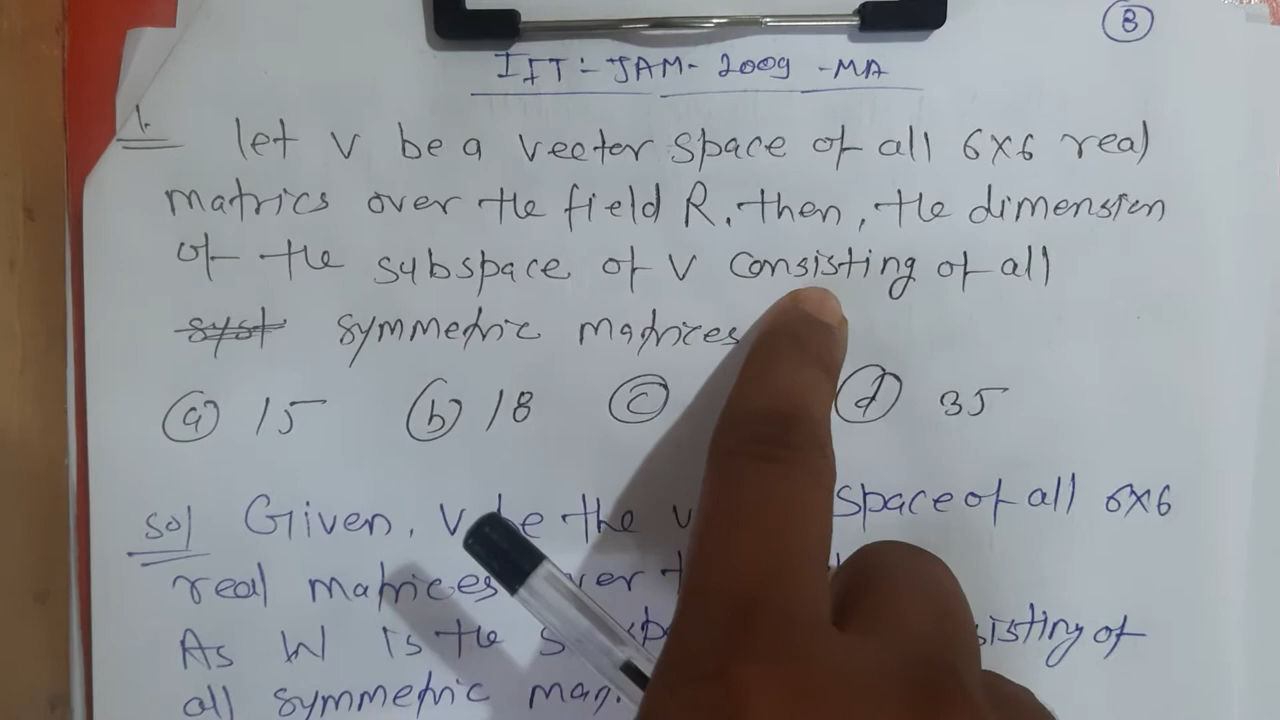 B
IIT :- JAM- 2009 -MA
1. let V be a vector space of all 6x6 real
matrics over the field R. then, the dimension
of the subspace of V consisting of all
syst symmetric matrices
(a) 15 (b) 18 (c) (d) 35
Sol Given, V be the space of all 6x6
real matrices over
As W is the of
all symmetric